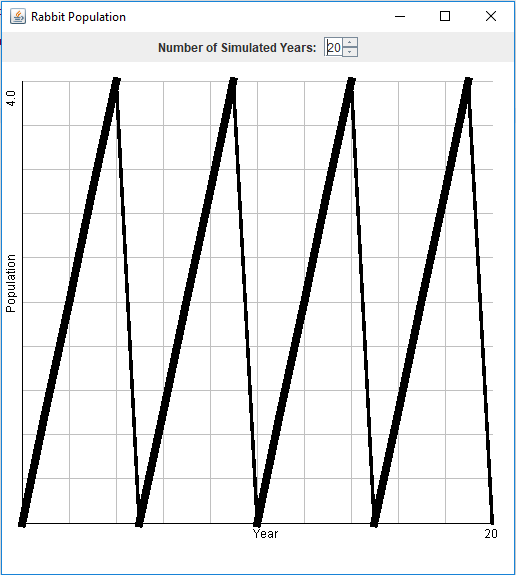 Rabbit Population
Number of Simulated Years: 20
4.0
Population
Year
20